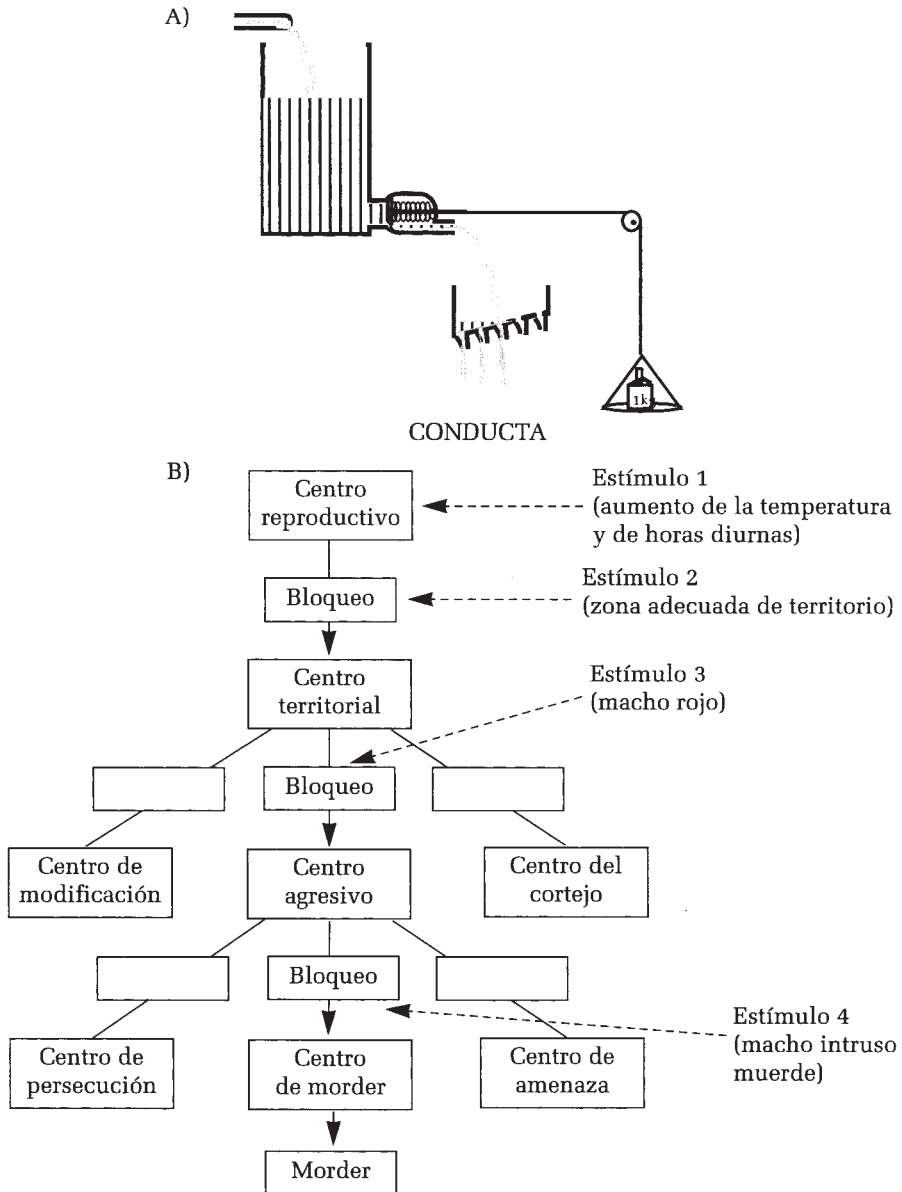 A)
1k
CONDUCTA
B)
Centro
reproductivo
Estímulo 1
(aumento de la temperatura
y de horas diurnas)
Bloqueo
Estímulo 2
(zona adecuada de territorio)
Centro
territorial
Estímulo 3
(macho rojo)
Bloqueo
Centro de
modificación
Centro
agresivo
Centro del
cortejo
Bloqueo
Estímulo 4
(macho intruso
muerde)
Centro de
persecución
Centro
de morder
Centro de
amenaza
Morder